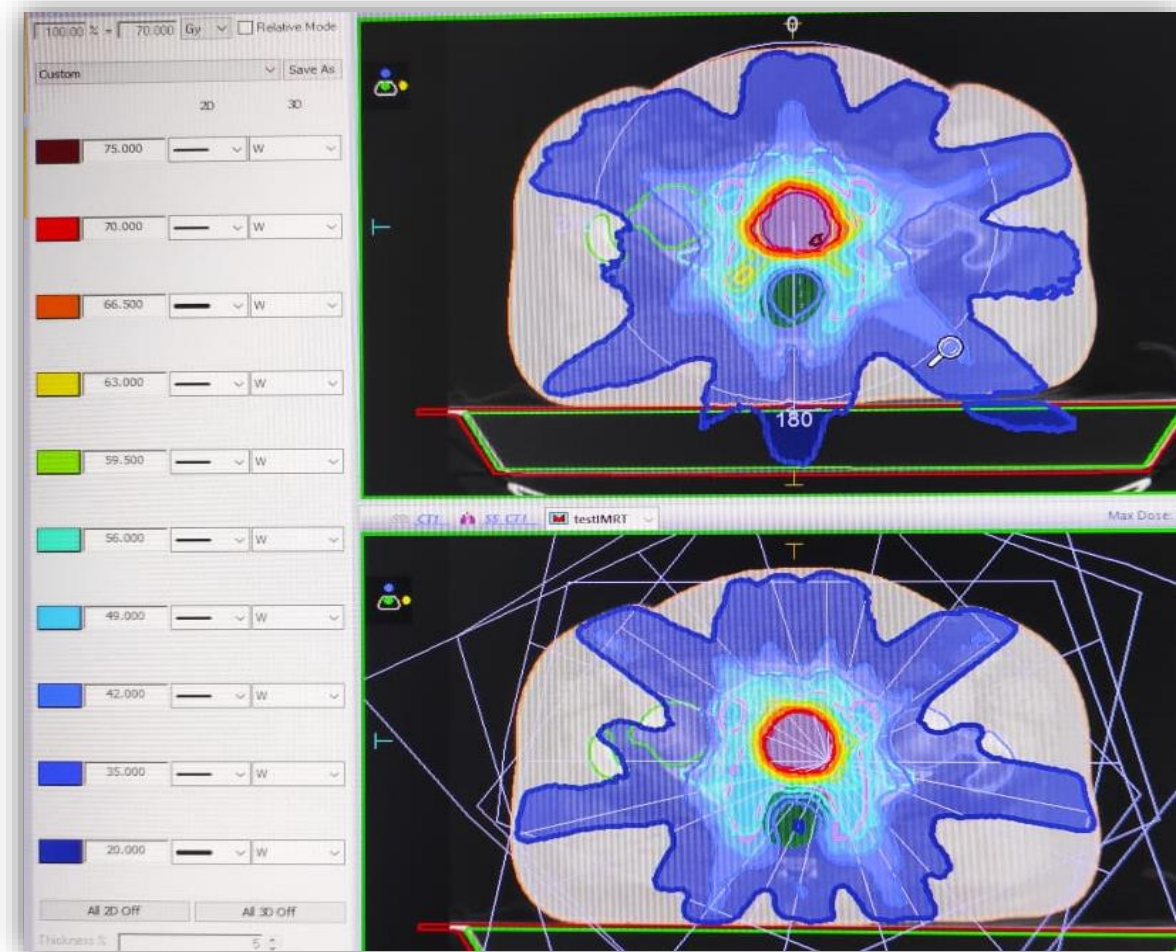 100.00 % = 70.000 Gy Relative Mode
Custom Save As
2D 3D
75.000 W
70.000 W
66.500 W
63.000 W
59.500 W
56.000 W
49.000 W
42.000 W
35.000 W
20.000 W
All 2D Off All 3D Off
Thickness % 5
0
180
CT1 SS_CT1 testIMRT Max Dose: